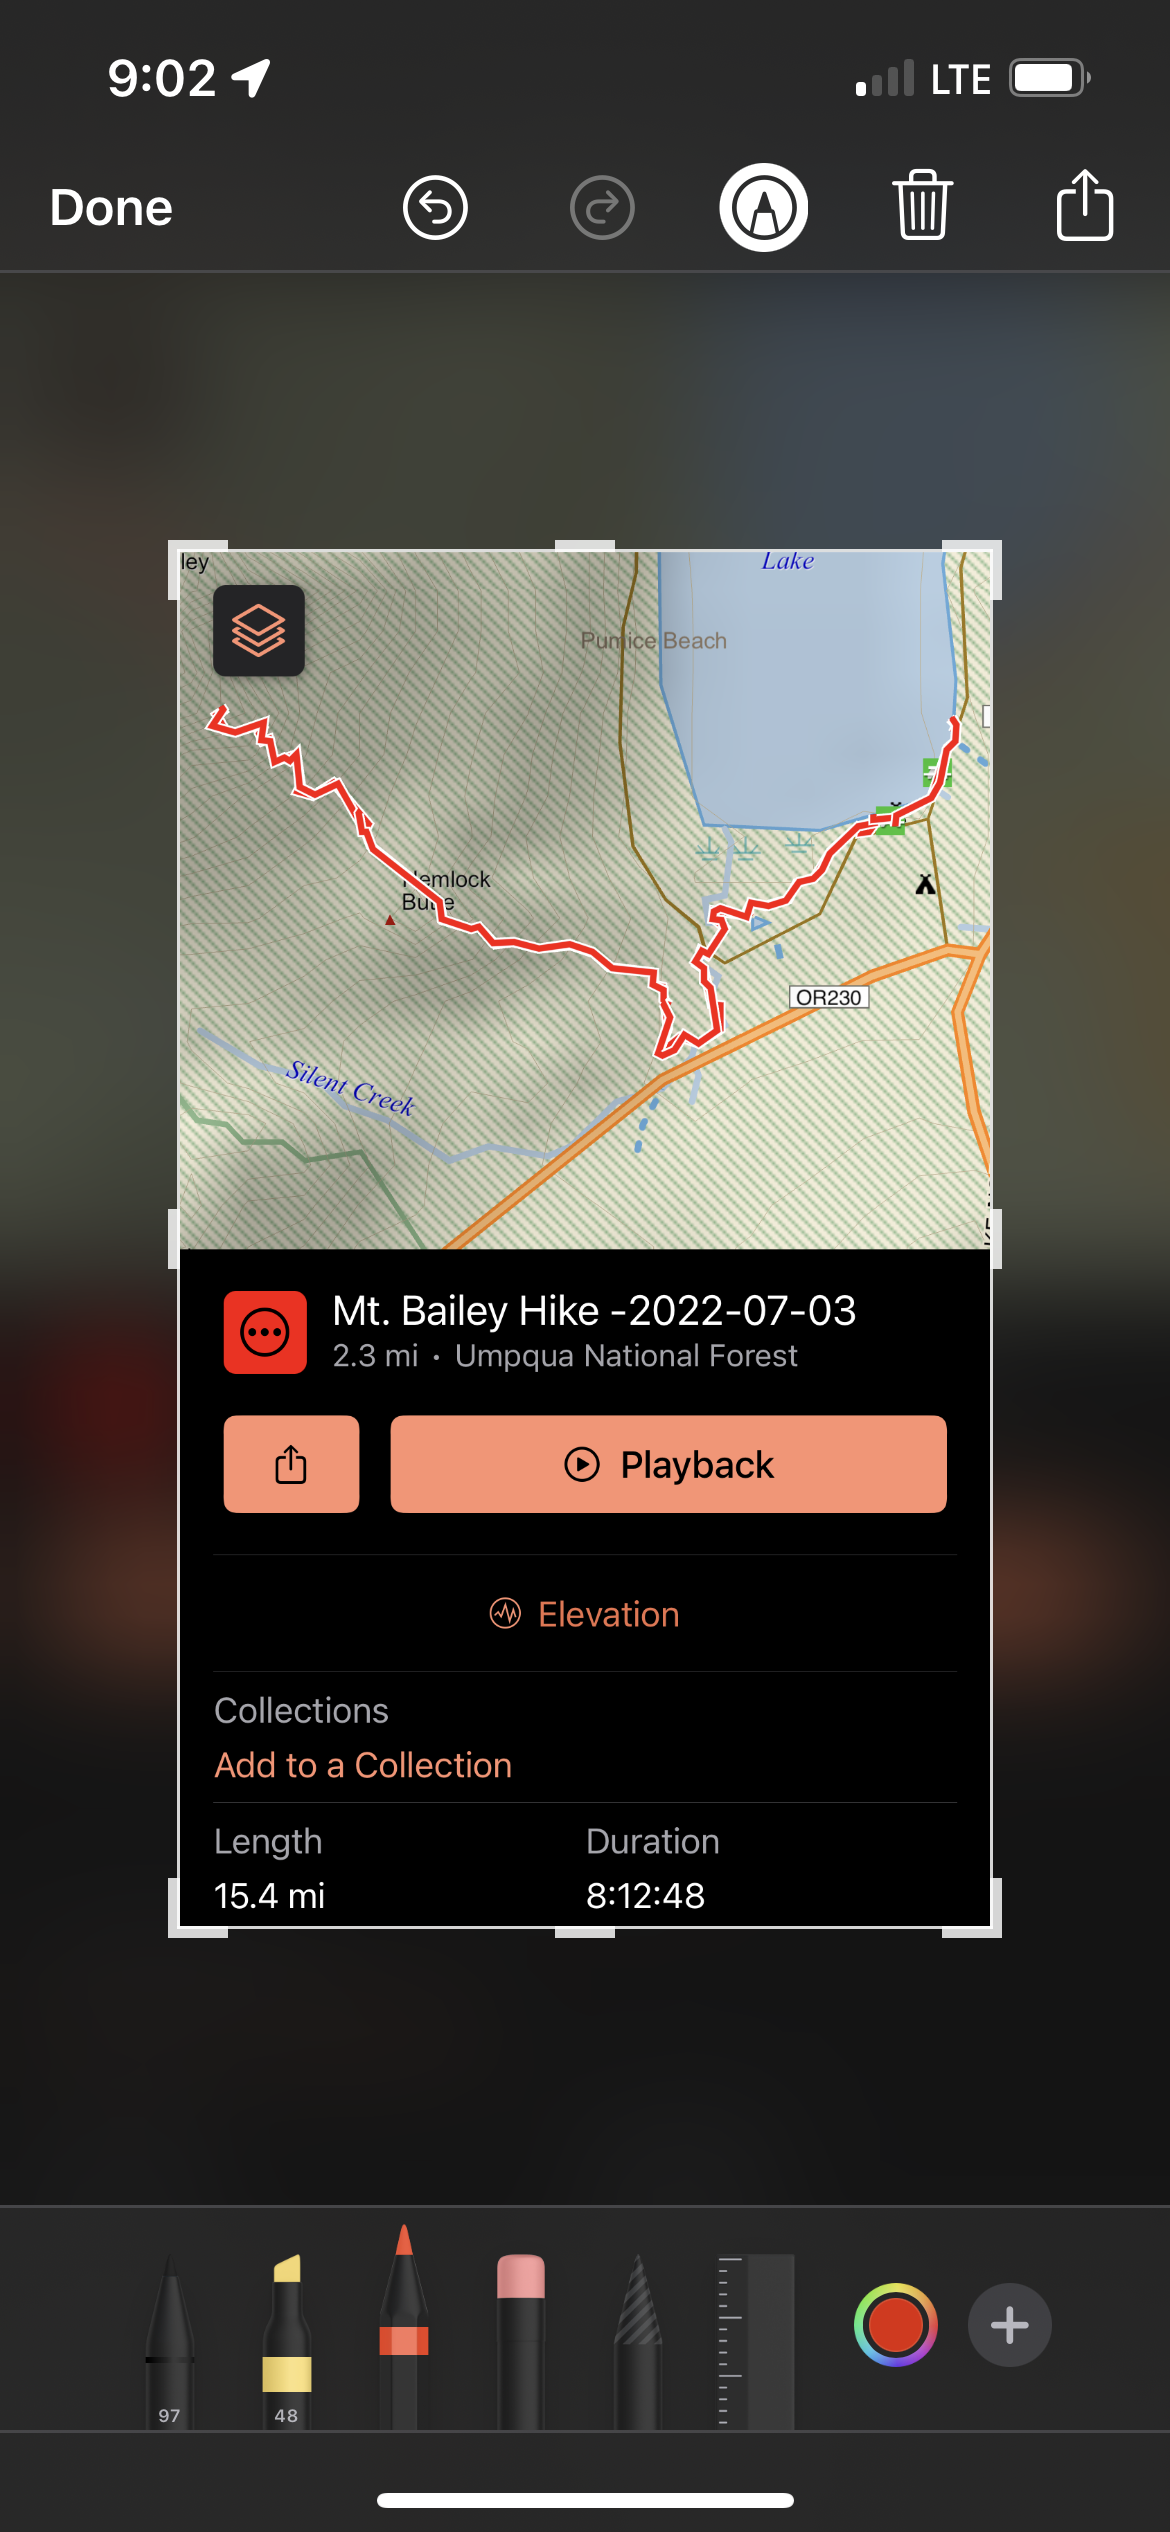 9:02 LTE
Done
ley
Lake
Pumice Beach
Hemlock
Butte
OR230
Silent Creek
Mt. Bailey Hike -2022-07-03
2.3 mi • Umpqua National Forest
Playback
Elevation
Collections
Add to a Collection
Length Duration
15.4 mi 8:12:48
97 48